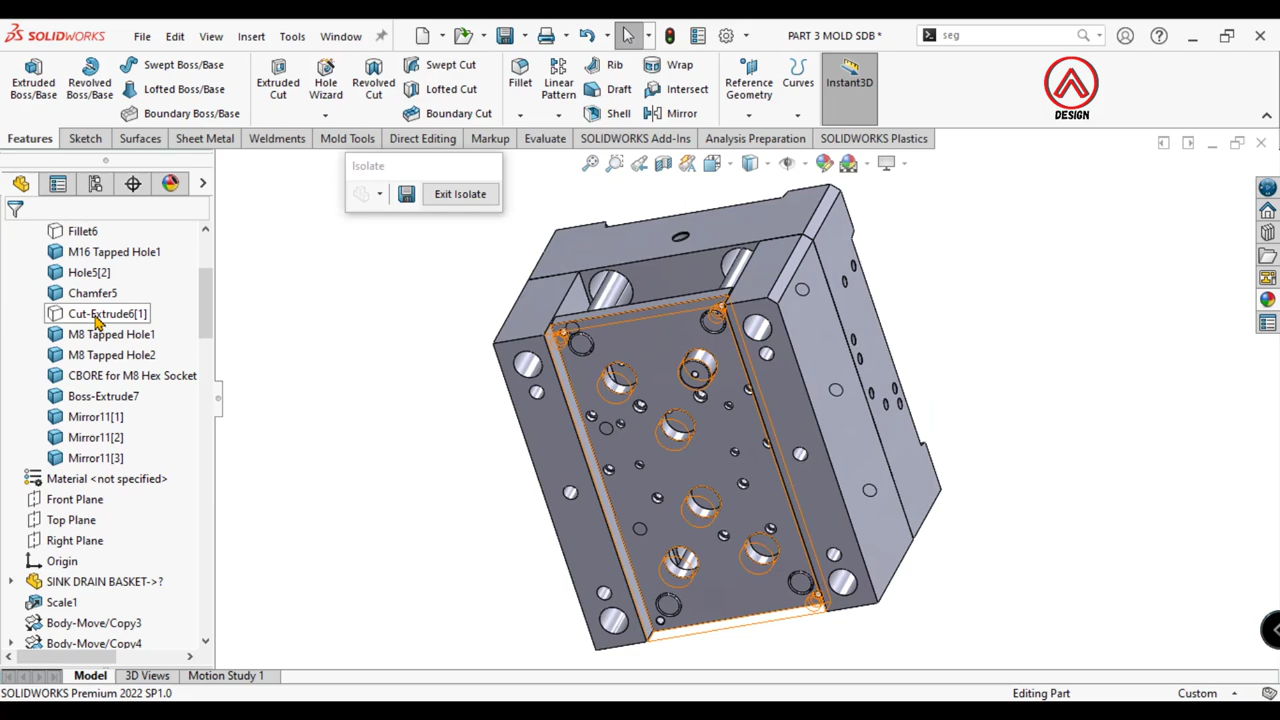 SOLIDWORKS File Edit View Insert Tools Window PART 3 MOLD SDB * seg
Extruded Boss/Base
Revolved Boss/Base
Swept Boss/Base
Lofted Boss/Base
Boundary Boss/Base
Extruded Cut
Hole Wizard
Revolved Cut
Swept Cut
Lofted Cut
Boundary Cut
Fillet
Linear Pattern
Rib
Draft
Shell
Wrap
Intersect
Mirror
Reference Geometry
Curves
Instant3D
DESIGN
Features Sketch Surfaces Sheet Metal Weldments Mold Tools Direct Editing Markup Evaluate SOLIDWORKS Add-Ins Analysis Preparation SOLIDWORKS Plastics
Isolate
Exit Isolate
Fillet6
M16 Tapped Hole1
Hole5[2]
Chamfer5
Cut-Extrude6[1]
M8 Tapped Hole1
M8 Tapped Hole2
CBORE for M8 Hex Socket
Boss-Extrude7
Mirror11[1]
Mirror11[2]
Mirror11[3]
Material <not specified>
Front Plane
Top Plane
Right Plane
Origin
SINK DRAIN BASKET->?
Scale1
Body-Move/Copy3
Body-Move/Copy4
Model 3D Views Motion Study 1
SOLIDWORKS Premium 2022 SP1.0 Editing Part Custom